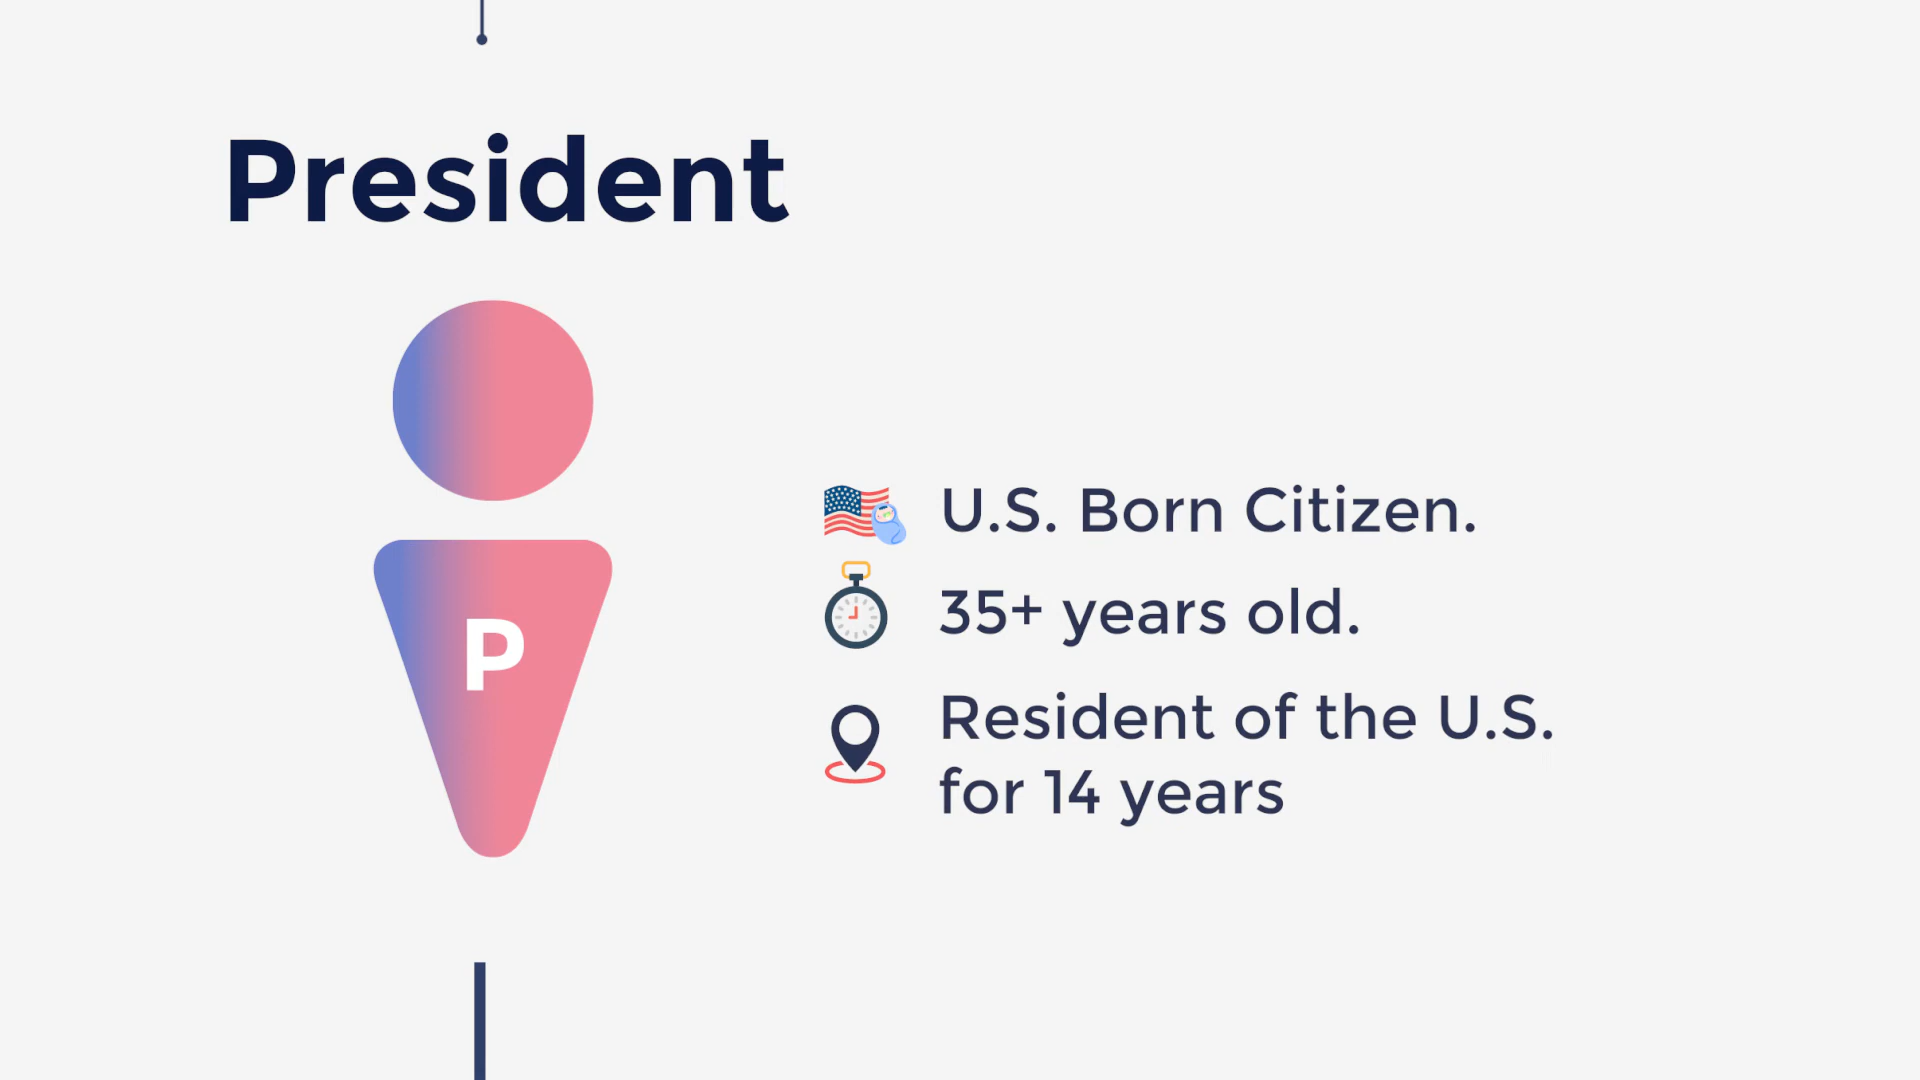 President
P
U.S. Born Citizen.
35+ years old.
Resident of the U.S.
for 14 years